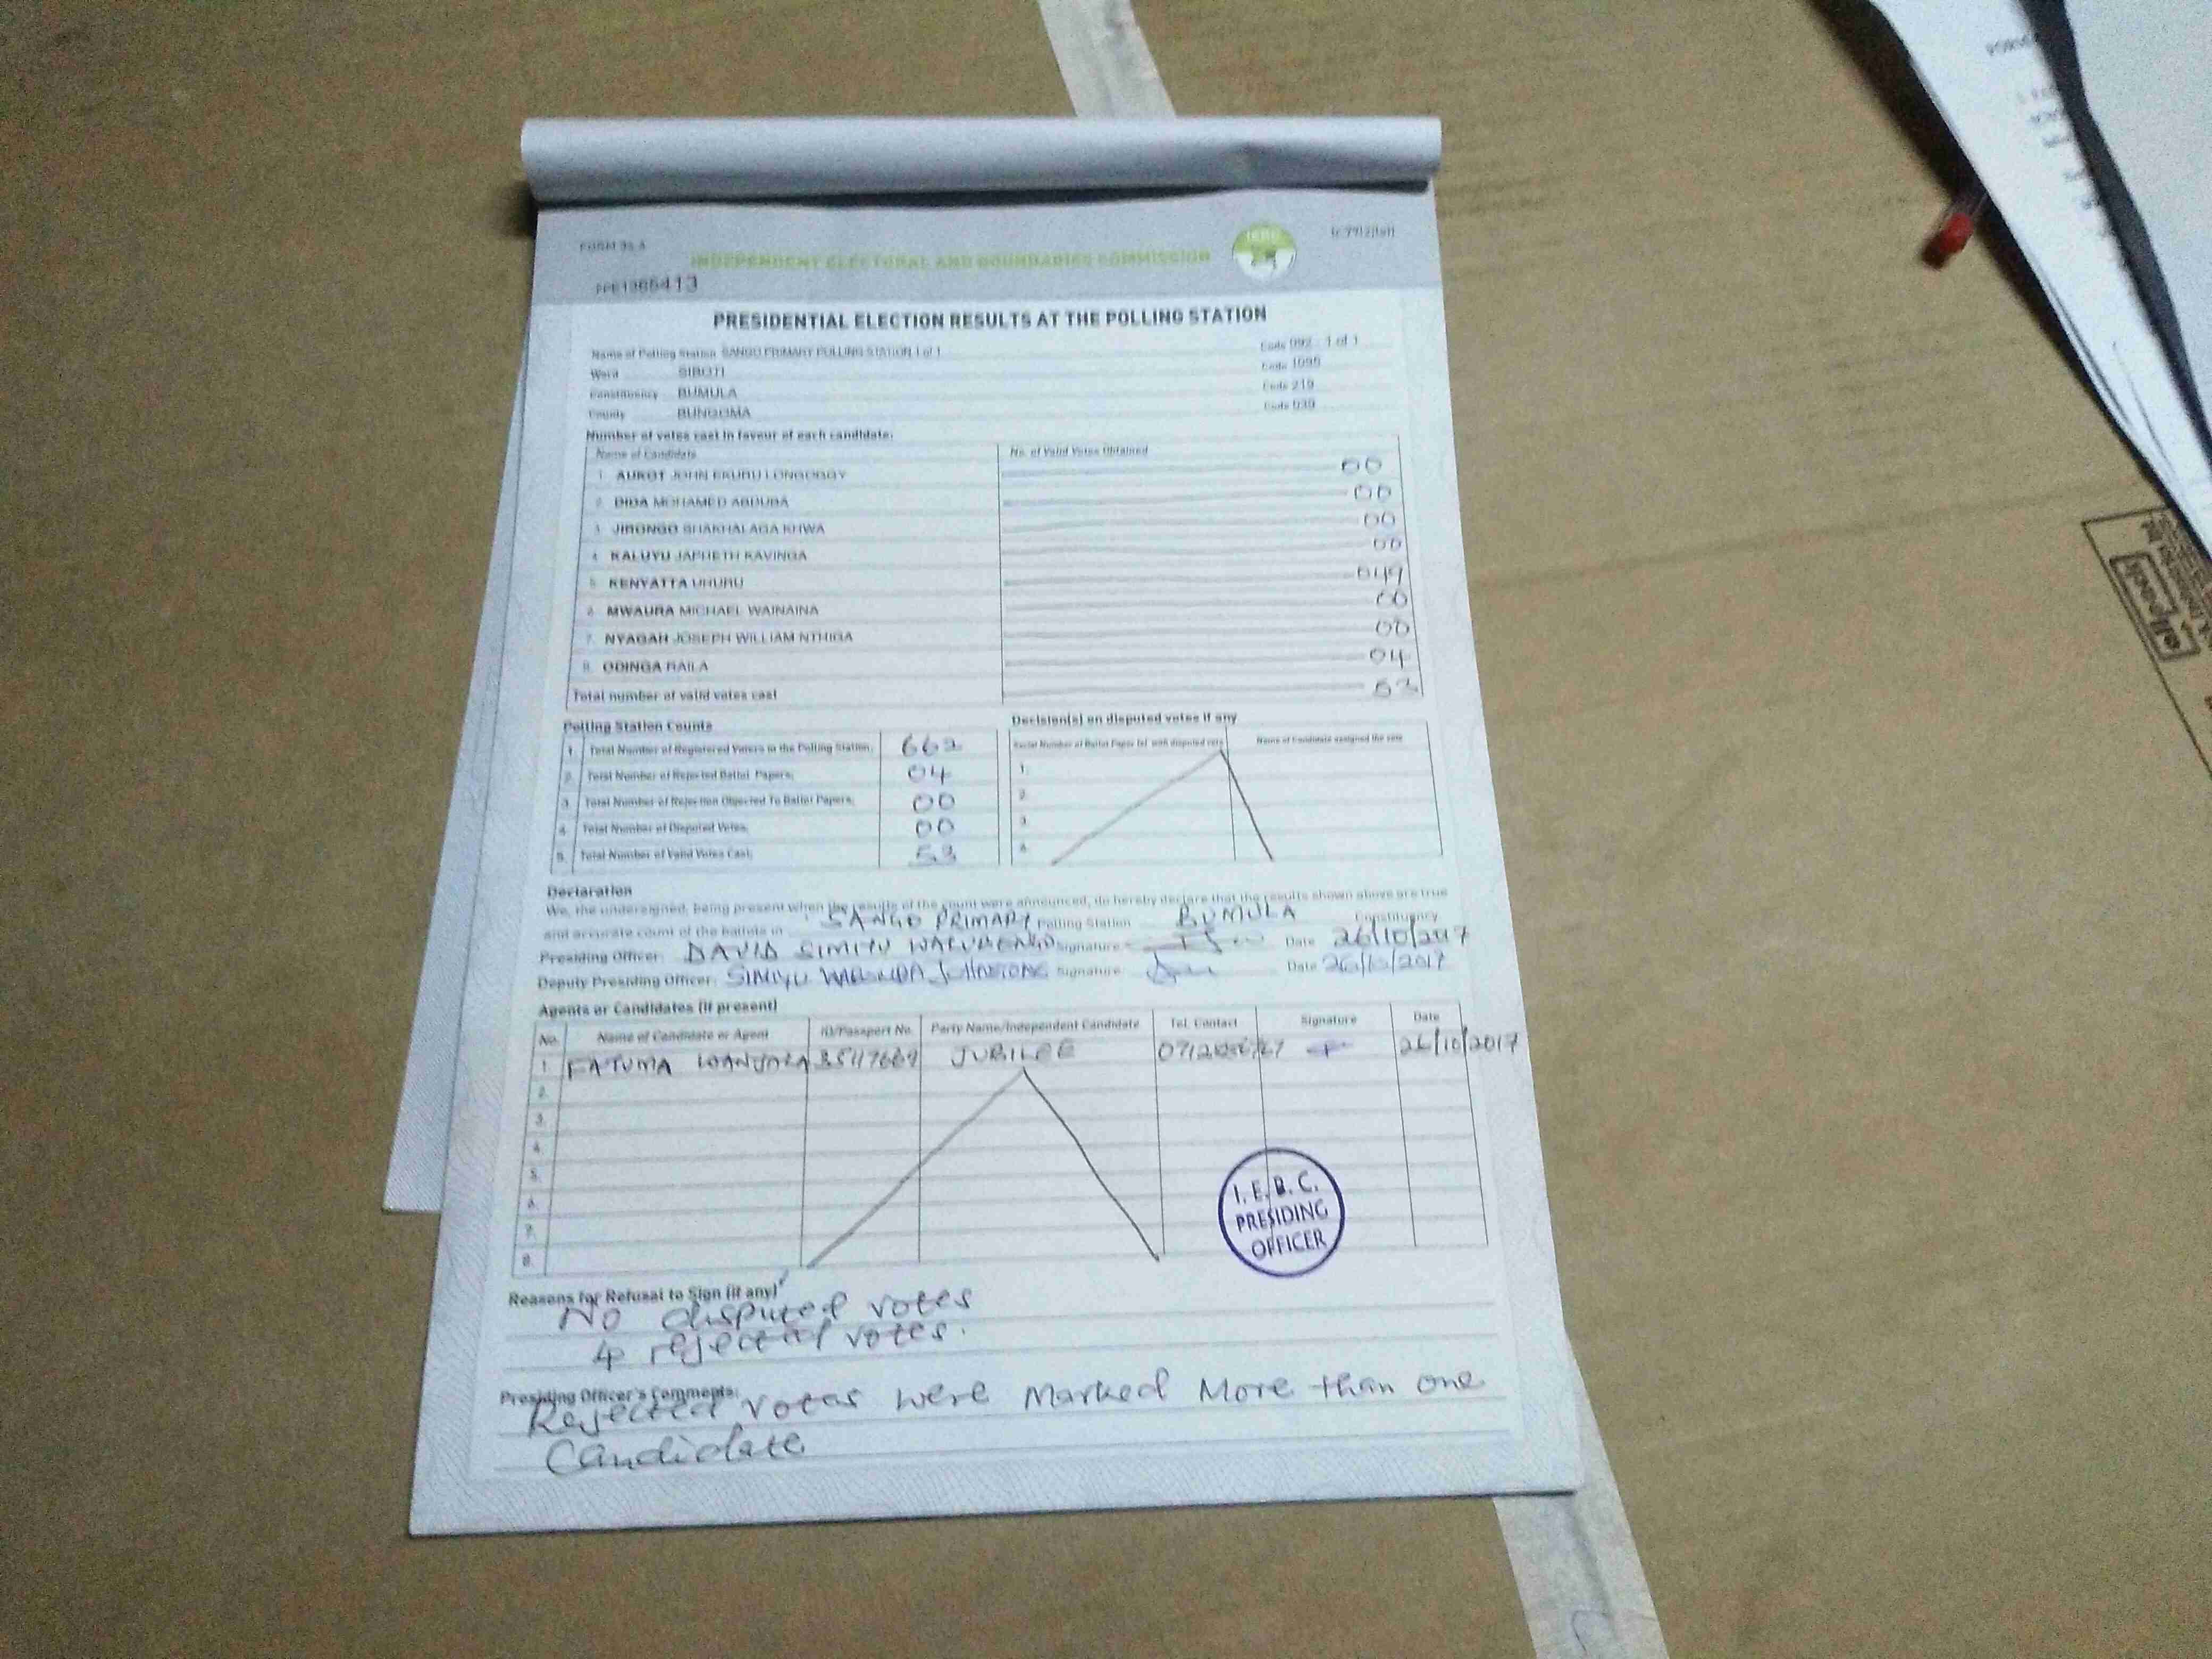 FORM 34 A
INDEPENDENT ELECTORAL AND BOUNDARIES COMMISSION
IEBC
PRESIDENTIAL ELECTION RESULTS AT THE POLLING STATION
Name of Polling Station SANGO PRIMARY POLLING STATION 1 of 1 Code 092 1 of 1
Ward SIBOTI Code 1095
Constituency BUMULA Code 219
County BUNGOMA Code 039
Number of votes cast in favour of each candidate:
Name of Candidate No. of Valid Votes Obtained
1. AUKOT JOHN EKURU LONGOGGY 00
2. DIDA MOHAMED ABDUBA 00
3. JIRONGO SHAKHALAGA KHWA 00
4. KALUYU JAPHETH KAVINGA 00
5. KENYATTA UHURU 049
6. MWAURA MICHAEL WAINAINA 00
7. NYAGAH JOSEPH WILLIAM NTHIGA 00
8. ODINGA RAILA 04
Total number of valid votes cast 53
Polling Station Counts
1. Total Number of Registered Voters in the Polling Station; 662
2. Total Number of Rejected Ballot Papers; 04
3. Total Number of Rejection Objected To Ballot Papers; 00
4. Total Number of Disputed Votes; 00
5. Total Number of Valid Votes Cast; 53
Decision(s) on disputed votes if any
Serial Number of Ballot Paper (s) with disputed vote Name of Candidate assigned the vote
1.
2.
3
4
Declaration
We, the undersigned, being present when the results of the count were announced, do hereby declare that the results shown above are true
and accurate count of the ballots in SANGO PRIMARY Polling Station BUMULA Constituency
Presiding Officer: DAVID SIMIYU Signature Date 26/10/2017
Deputy Presiding Officer: SIMIYU Signature Date 26/10/2017
Agents or Candidates (if present)
No. Name of Candidate or Agent ID/Passport No. Party Name/Independent Candidate Tel. Contact Signature Date
1 FATUMA JUBILEE 26/10/2017
2.
3.
4.
5.
6.
7.
8.
I.E.B.C.
PRESIDING
OFFICER
Reasons for Refusal to Sign (if any)
No disputed votes
4 rejected votes.
Presiding Officer's Comments:
Rejected votes were Marked More than one
Candidate
ellopack